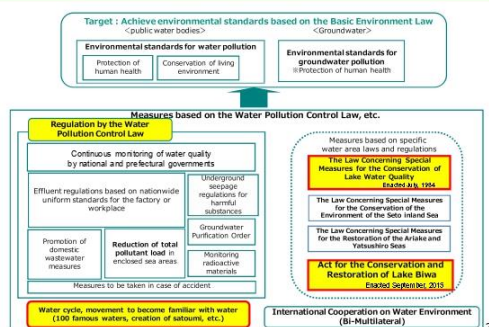 Target : Achieve environmental standards based on the Basic Environment Law
<public water bodies>
<Groundwater>
Environmental standards for water pollution
Protection of
human health
Conservation of living
environment
Environmental standards for
groundwater pollution
※Protection of human health
Measures based on the Water Pollution Control Law, etc.
Regulation by the Water
Pollution Control Law
Continuous monitoring of water quality
by national and prefectural governments
Effluent regulations based on nationwide
uniform standards for the factory or
workplace
Underground
seepage
regulations for
harmful
substances
Groundwater
Purification Order
Promotion of
domestic
wastewater
measures
Reduction of total
pollutant load in
enclosed sea areas
Monitoring
radioactive
materials
Measures to be taken in case of accident
Water cycle, movement to become familiar with water
(100 famous waters, creation of satoumi, etc.)
Measures based on specific
water area laws and regulations
The Law Concerning Special
Measures for the Conservation of
Lake Water Quality
Enacted July, 1984
The Law Concerning Special Measures
for the Conservation of the
Environment of the Seto inland Sea
The Law Concerning Special Measures
for the Restoration of the Ariake and
Yatsushiro Seas
Act for the Conservation and
Restoration of Lake Biwa
Enacted September, 2015
International Cooperation on Water Environment
(Bi-Multilateral)